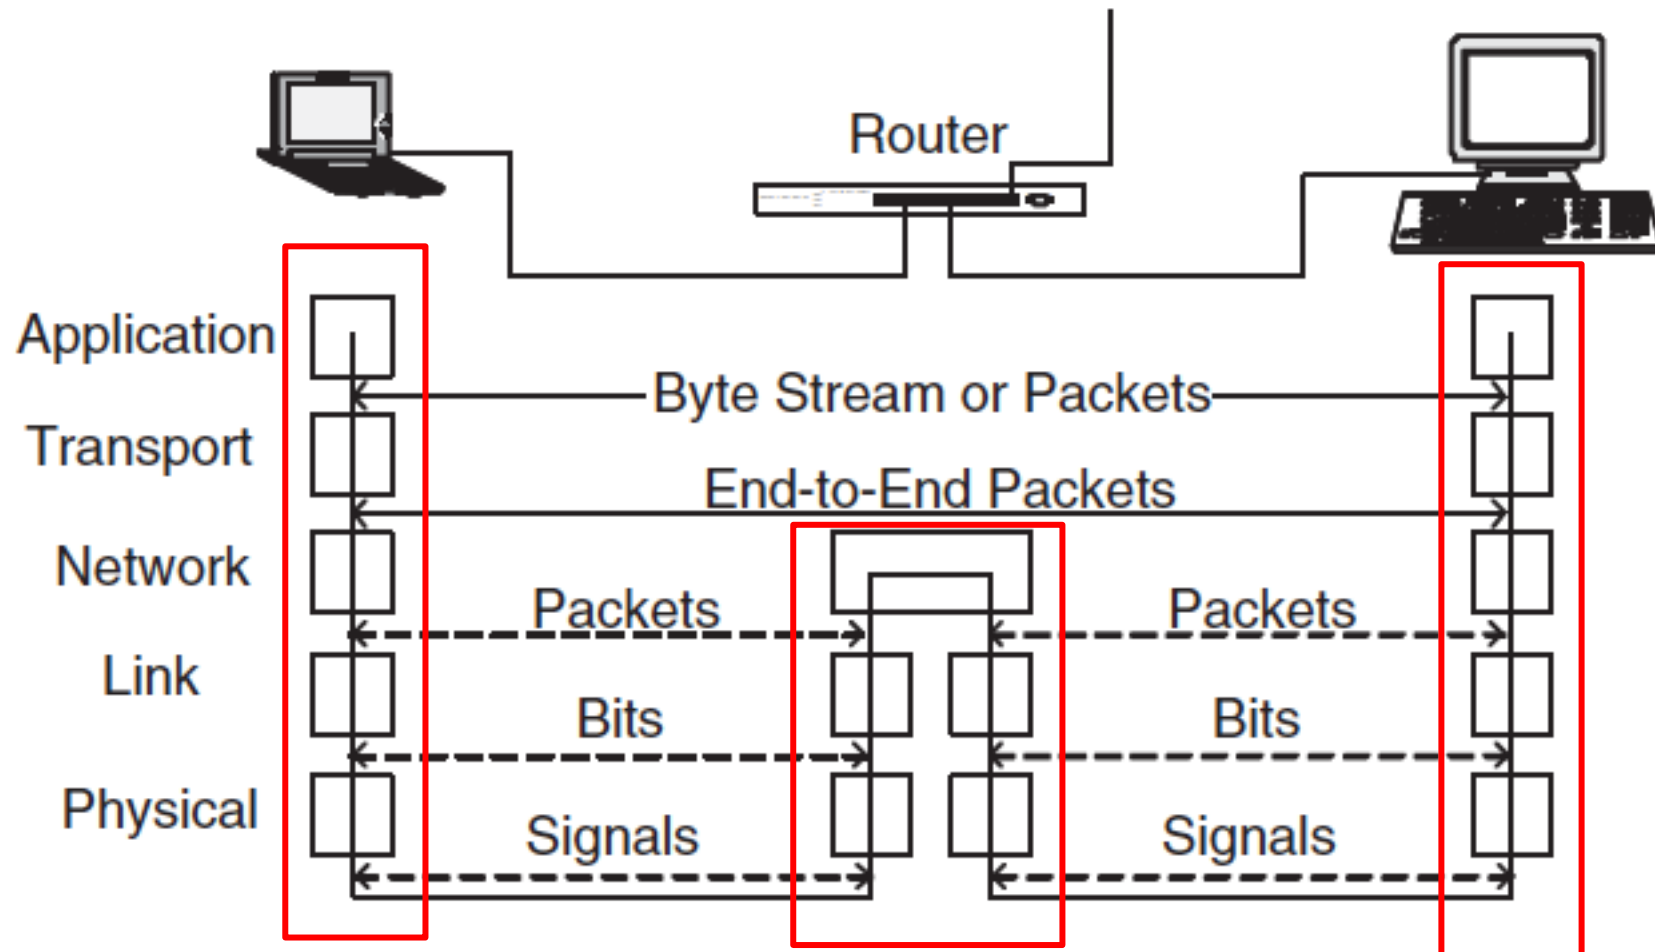 Router
Application
Byte Stream or Packets
Transport
End-to-End Packets
Network
Packets
Packets
Link
Bits
Bits
Physical
Signals
Signals